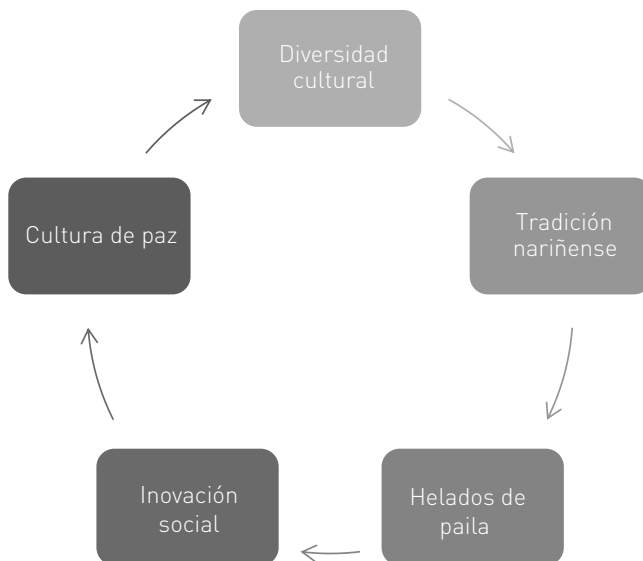 Diversidad
cultural
Tradición
nariñense
Helados de
paila
Inovación
social
Cultura de paz